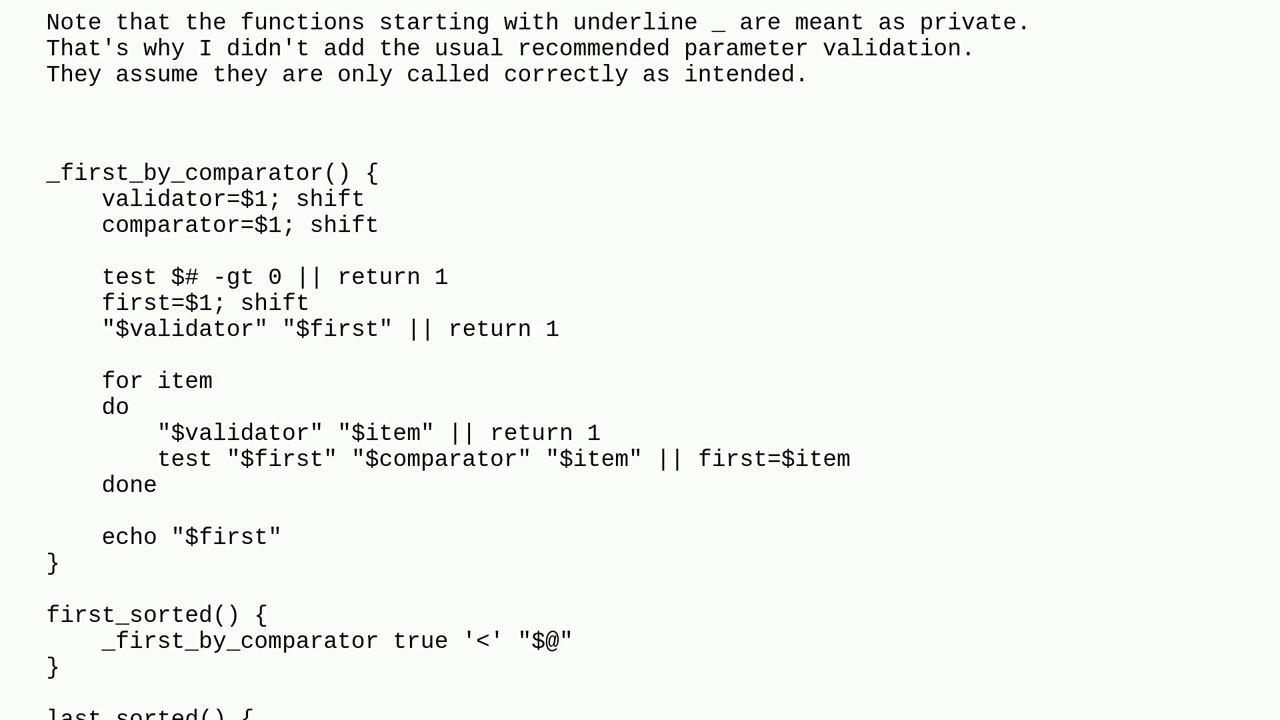 Note that the functions starting with underline _ are meant as private.
That's why I didn't add the usual recommended parameter validation.
They assume they are only called correctly as intended.
_first_by_comparator() {
    validator=$1; shift
    comparator=$1; shift
    test $# -gt 0 || return 1
    first=$1; shift
    "$validator" "$first" || return 1
    for item
    do
        "$validator" "$item" || return 1
        test "$first" "$comparator" "$item" || first=$item
    done
    echo "$first"
}
first_sorted() {
    _first_by_comparator true '<' "$@"
}
last_sorted() {